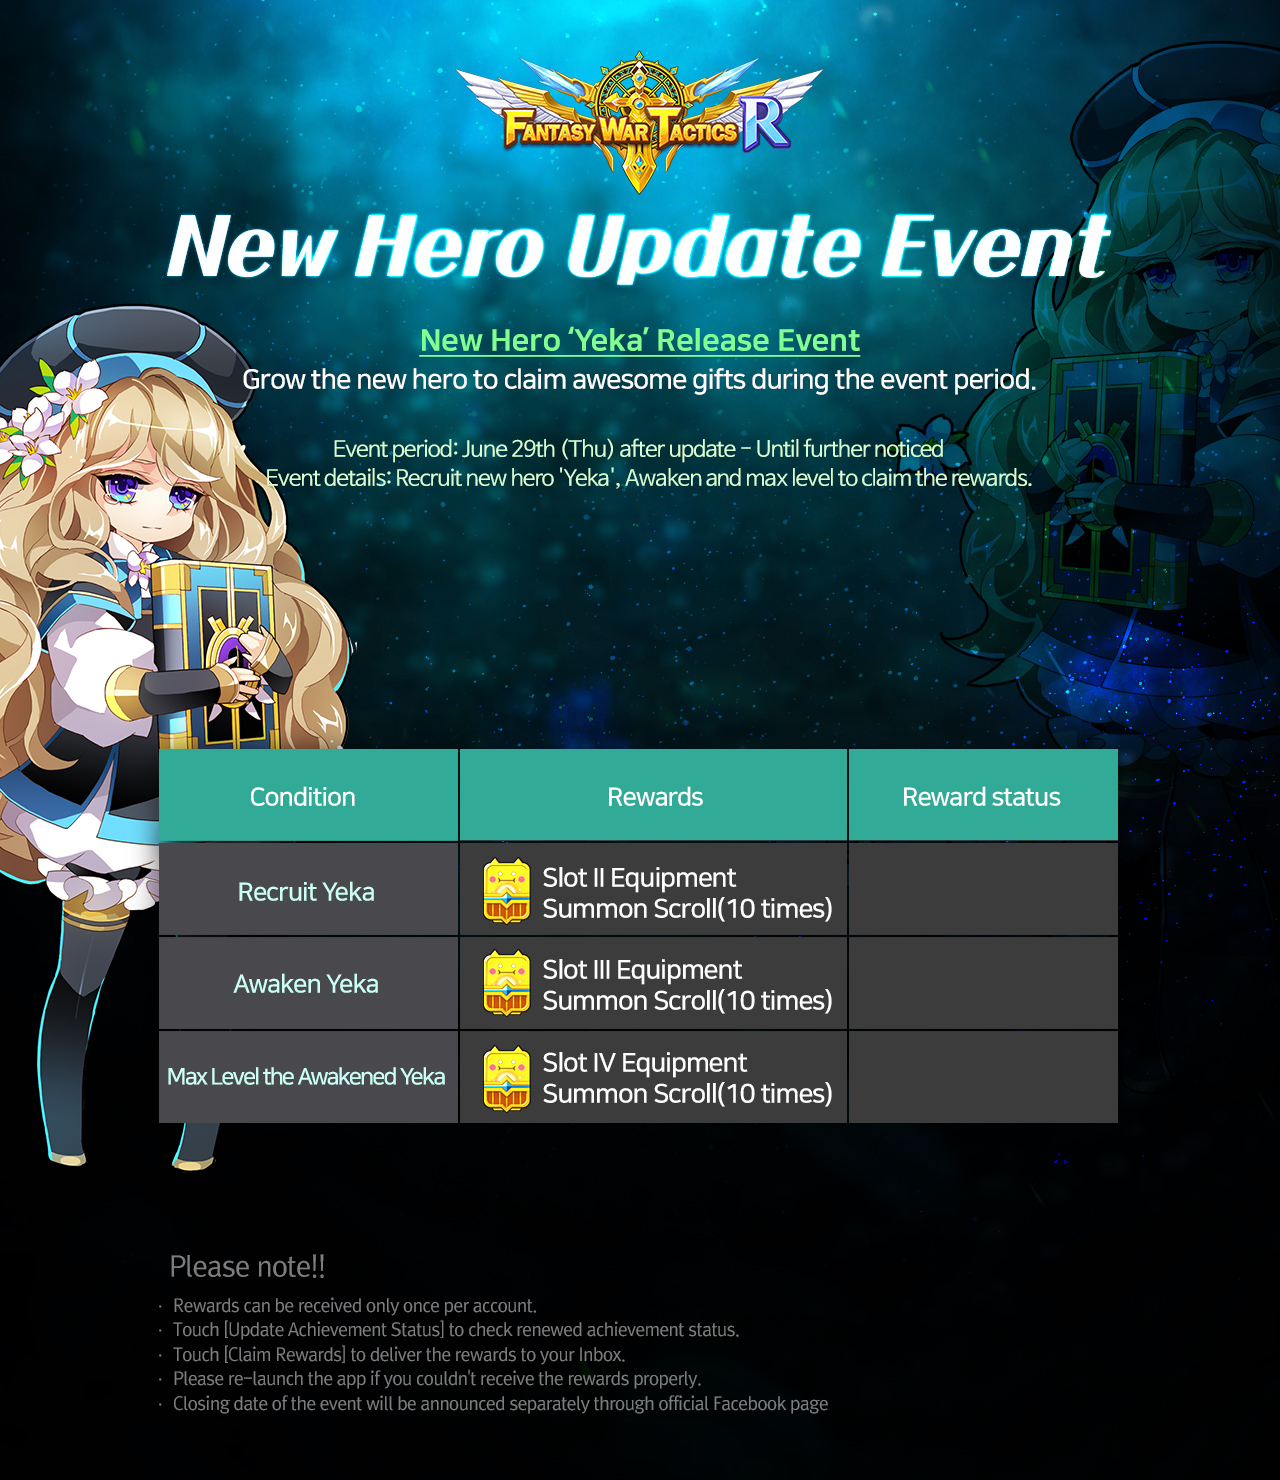 FANTASY WAR TACTICS R
New Hero Update Event
New Hero ‘Yeka’ Release Event
Grow the new hero to claim awesome gifts during the event period.
Event period: June 29th (Thu) after update - Until further noticed
Event details: Recruit new hero 'Yeka', Awaken and max level to claim the rewards.
Condition Rewards Reward status
Recruit Yeka
Slot II Equipment
Summon Scroll(10 times)
Awaken Yeka
Slot III Equipment
Summon Scroll(10 times)
Max Level the Awakened Yeka
Slot IV Equipment
Summon Scroll(10 times)
Please note!!
· Rewards can be received only once per account.
· Touch [Update Achievement Status] to check renewed achievement status.
· Touch [Claim Rewards] to deliver the rewards to your Inbox.
· Please re-launch the app if you couldn't receive the rewards properly.
· Closing date of the event will be announced separately through official Facebook page